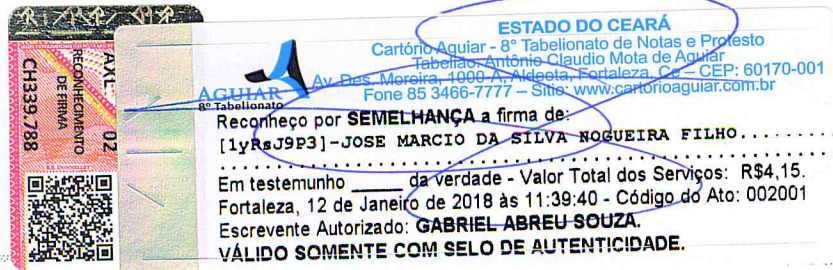 ESTADO DO CEARÁ
Cartório Aguiar - 8° Tabelionato de Notas e Protesto
Tabelião: Antônio Claudio Mota de Aguiar
Av. Des. Moreira, 1000-A, Aldeota, Fortaleza, Ce – CEP: 60170-001
Fone 85 3466-7777 – Sitio: www.cartorioaguiar.com.br
AGUIAR
8º Tabelionato
Reconheço por SEMELHANÇA a firma de:
[1yRsJ9P3]-JOSE MARCIO DA SILVA NOGUEIRA FILHO.......
Em testemunho _____ da verdade - Valor Total dos Serviços: R$4,15.
Fortaleza, 12 de Janeiro de 2018 às 11:39:40 - Código do Ato: 002001
Escrevente Autorizado: GABRIEL ABREU SOUZA.
VÁLIDO SOMENTE COM SELO DE AUTENTICIDADE.
AXL 02
RECONHECIMENTO
DE FIRMA
CH339.788